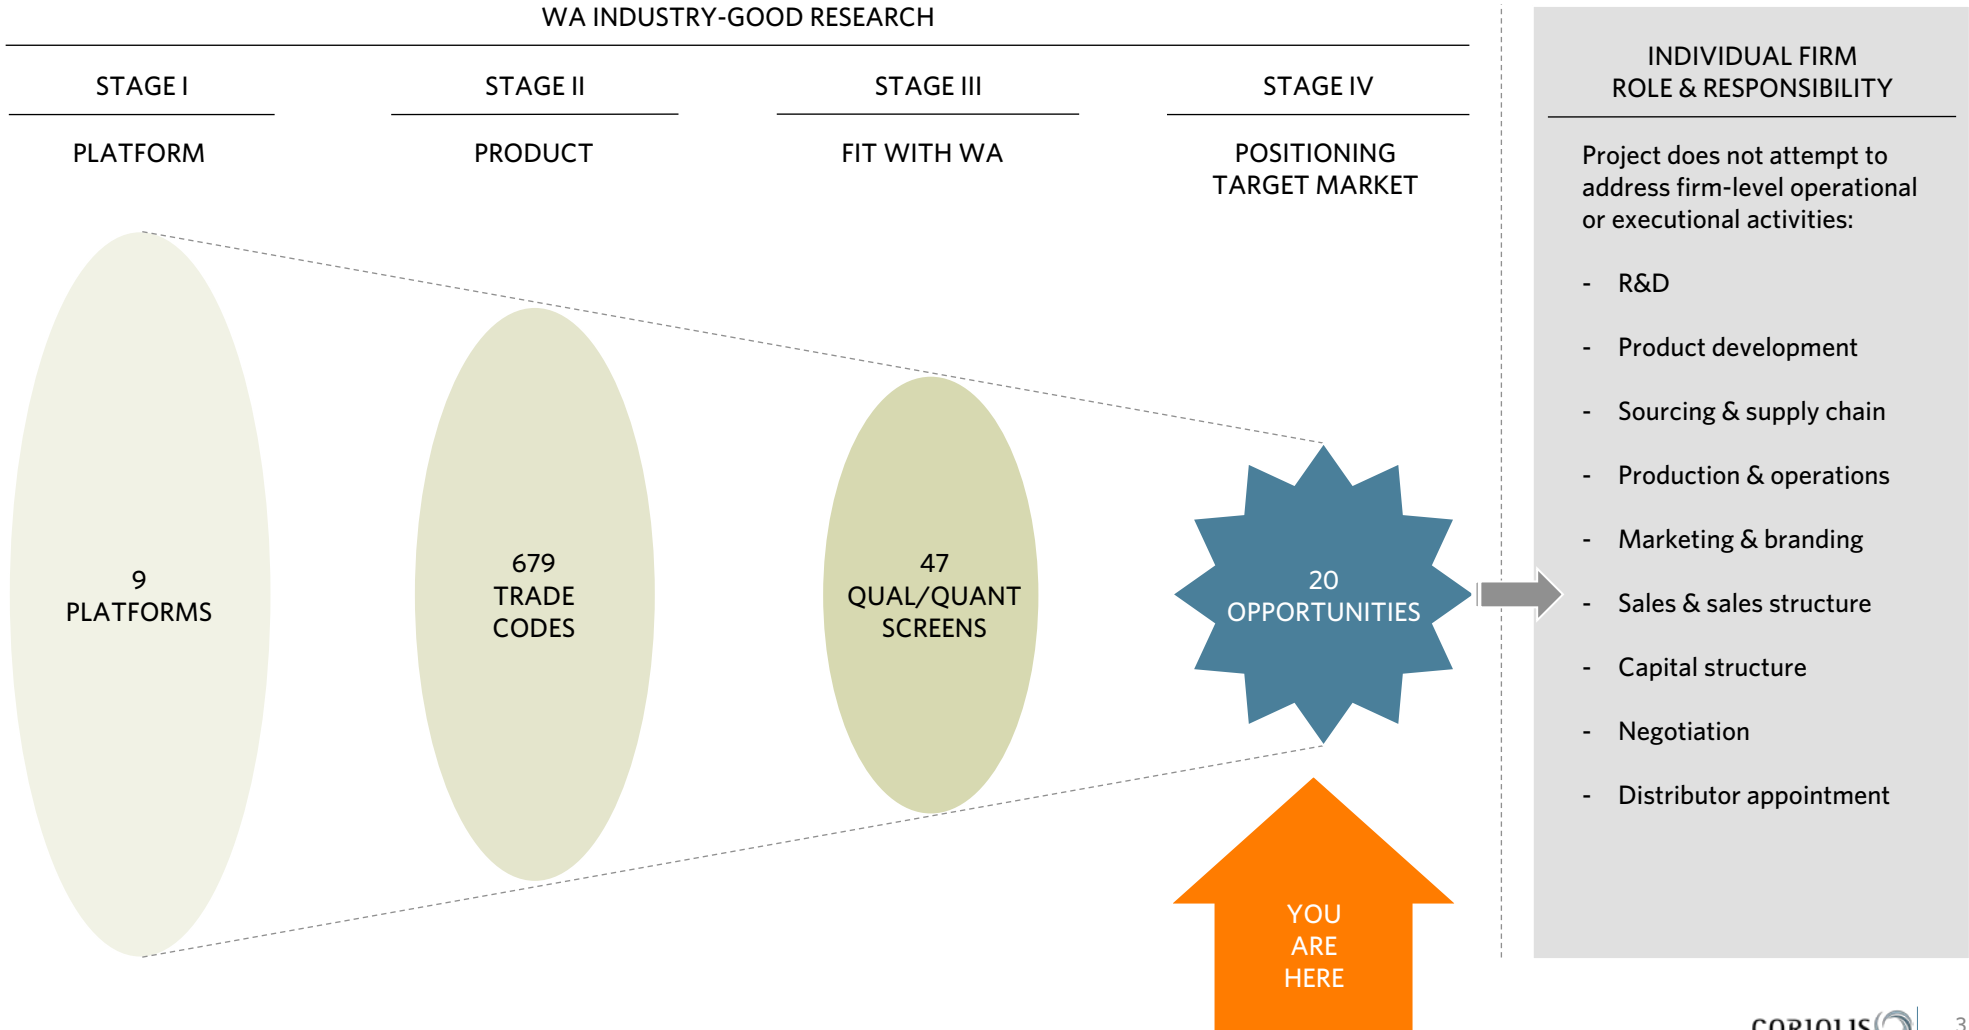 WA INDUSTRY-GOOD RESEARCH
STAGE I
PLATFORM
9
PLATFORMS
STAGE II
PRODUCT
679
TRADE
CODES
STAGE III
FIT WITH WA
47
QUAL/QUANT
SCREENS
STAGE IV
POSITIONING
TARGET MARKET
20
OPPORTUNITIES
YOU
ARE
HERE
INDIVIDUAL FIRM
ROLE & RESPONSIBILITY
Project does not attempt to
address firm-level operational
or executional activities:
- R&D
- Product development
- Sourcing & supply chain
- Production & operations
- Marketing & branding
- Sales & sales structure
- Capital structure
- Negotiation
- Distributor appointment
CORIOLIS
3